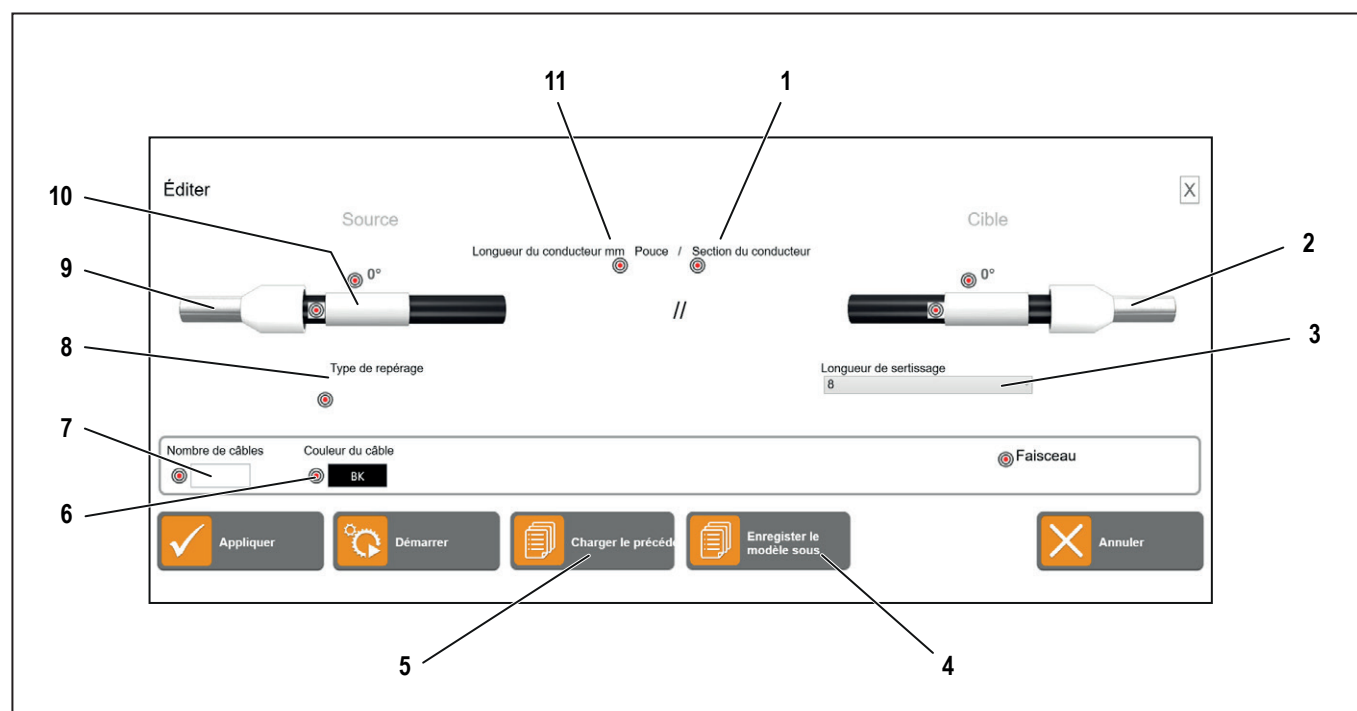 11
1
Éditer
X
10
Source
Cible
Longueur du conducteur mm Pouce / Section du conducteur
2
9
0°
0°
//
8
Type de repérage
Longueur de sertissage
3
8
7
Nombre de câbles
Couleur du câble
Faisceau
BK
6
Appliquer
Démarrer
Charger le précéd
Enregister le
modèle sous
Annuler
5
4